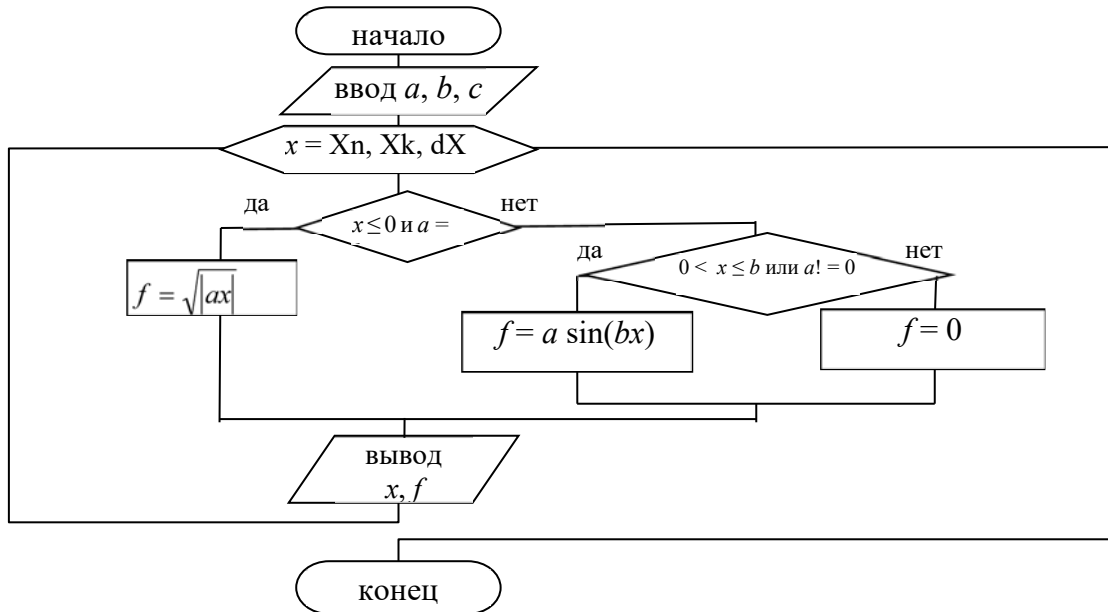 начало
ввод a, b, c
x = Xn, Xk, dX
да
нет
x ≤ 0 и a =
да
нет
0 < x ≤ b или a! = 0
f = √|ax|
f = a sin(bx)
f = 0
вывод
x, f
конец